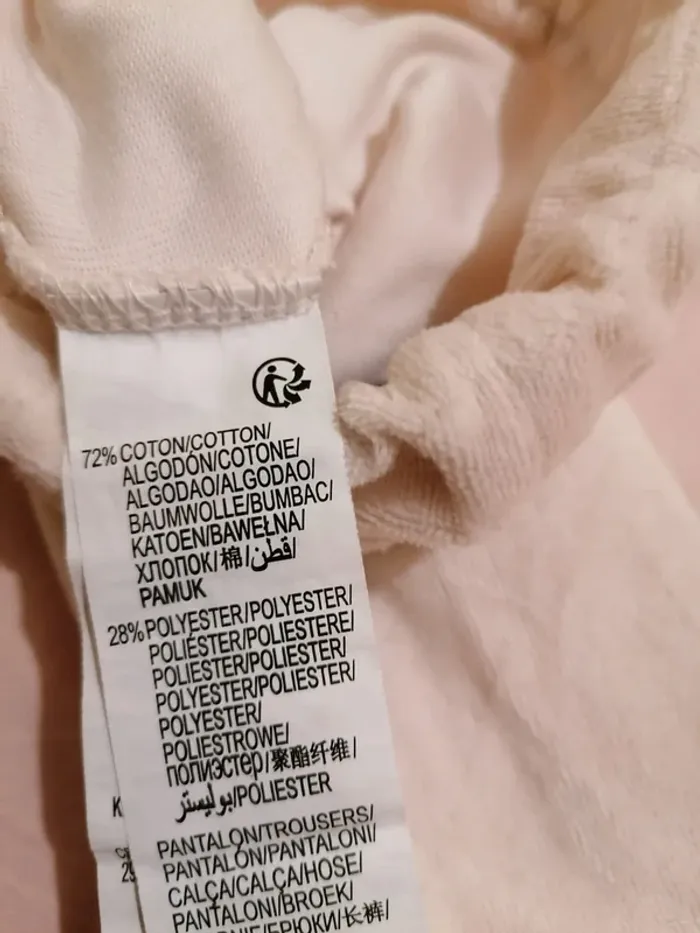 72% COTON/COTTON/
ALGODÓN/COTONE/
ALGODAO/ALGODAO/
BAUMWOLLE/BUMBAC/
KATOEN/BAWEŁNA/
ХЛОПОК/棉/قطن/
PAMUK
28% POLYESTER/POLYESTER/
POLIÉSTER/POLIESTERE/
POLIESTER/POLIESTER/
POLYESTER/POLIESTER/
POLYESTER/
POLIESTROWE/
ПОЛИЭСТЕР/聚酯纤维/
بوليستر/POLIESTER
PANTALON/TROUSERS/
PANTALÓN/PANTALONI/
CALÇA/CALÇA/HOSE/
PANTALONI/BROEK/
БРЮКИ/长裤/